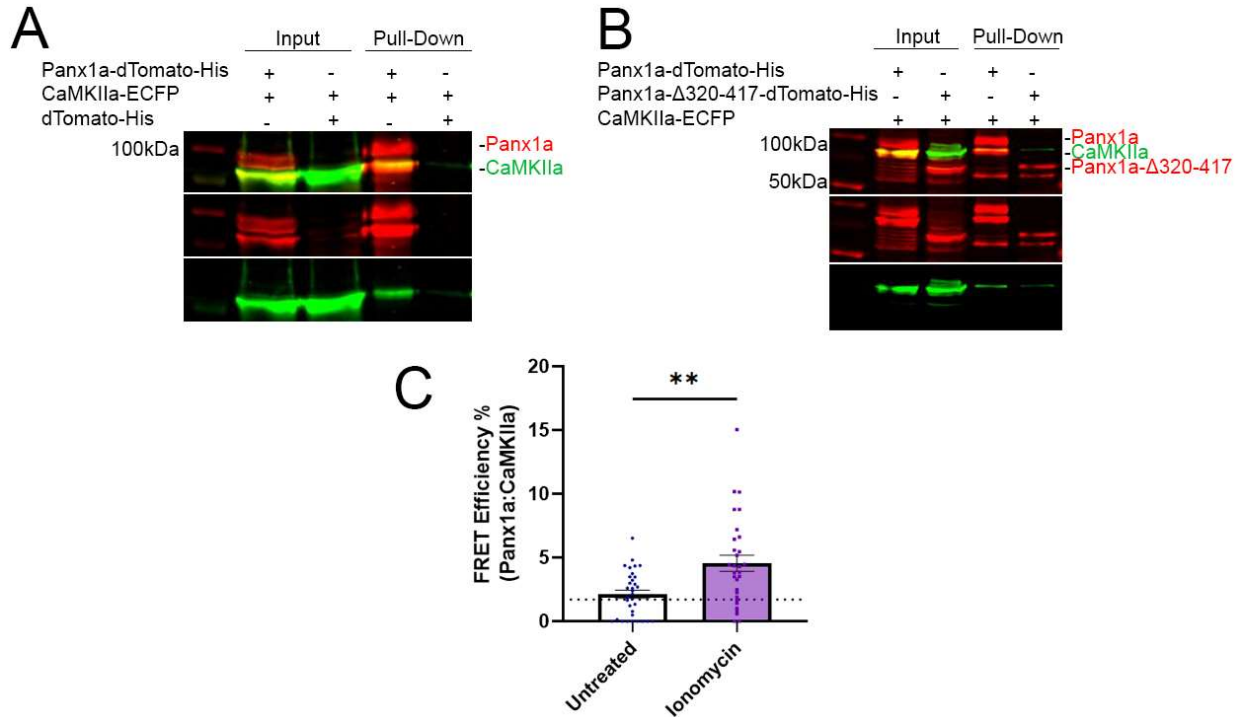 A
Input Pull-Down
Panx1a-dTomato-His + - + -
CaMKIIa-ECFP + + + +
dTomato-His - + - +
100kDa
-Panx1a
-CaMKIIa
B
Input Pull-Down
Panx1a-dTomato-His + - + -
Panx1a-Δ320-417-dTomato-His - + - +
CaMKIIa-ECFP + + + +
100kDa
50kDa
-Panx1a
-CaMKIIa
-Panx1a-Δ320-417
C
FRET Efficiency %
(Panx1a:CaMKIIa)
20
15
10
5
0
**
Untreated
Ionomycin